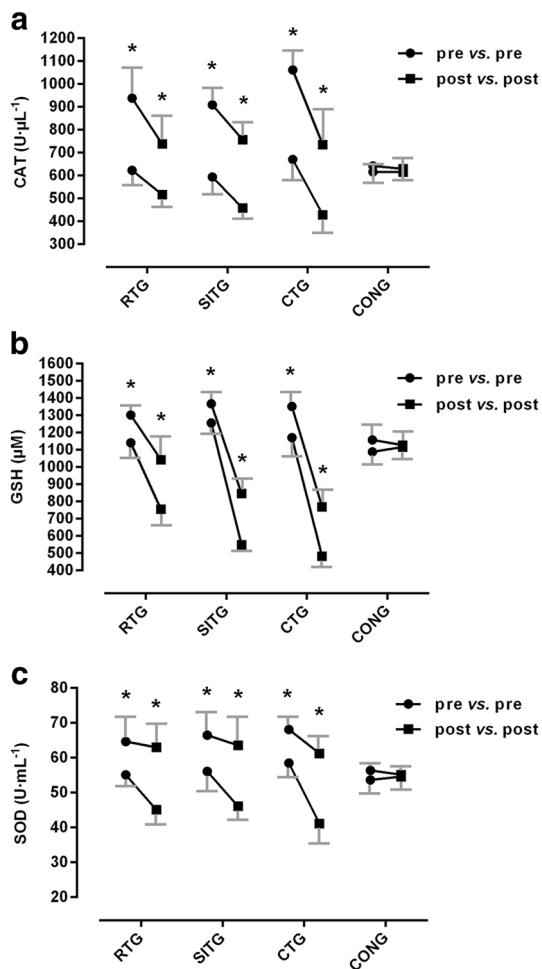 a
1200
1100
1000
900
800
700
600
500
400
300
CAT (U·µL⁻¹)
* * * * * *
pre vs. pre
post vs. post
RTG SITG CTG CONG
b
1600
1500
1400
1300
1200
1100
1000
900
800
700
600
500
400
GSH (µM)
* * * * * *
pre vs. pre
post vs. post
RTG SITG CTG CONG
c
80
70
60
50
40
30
20
SOD (U·mL⁻¹)
* * * * * *
pre vs. pre
post vs. post
RTG SITG CTG CONG